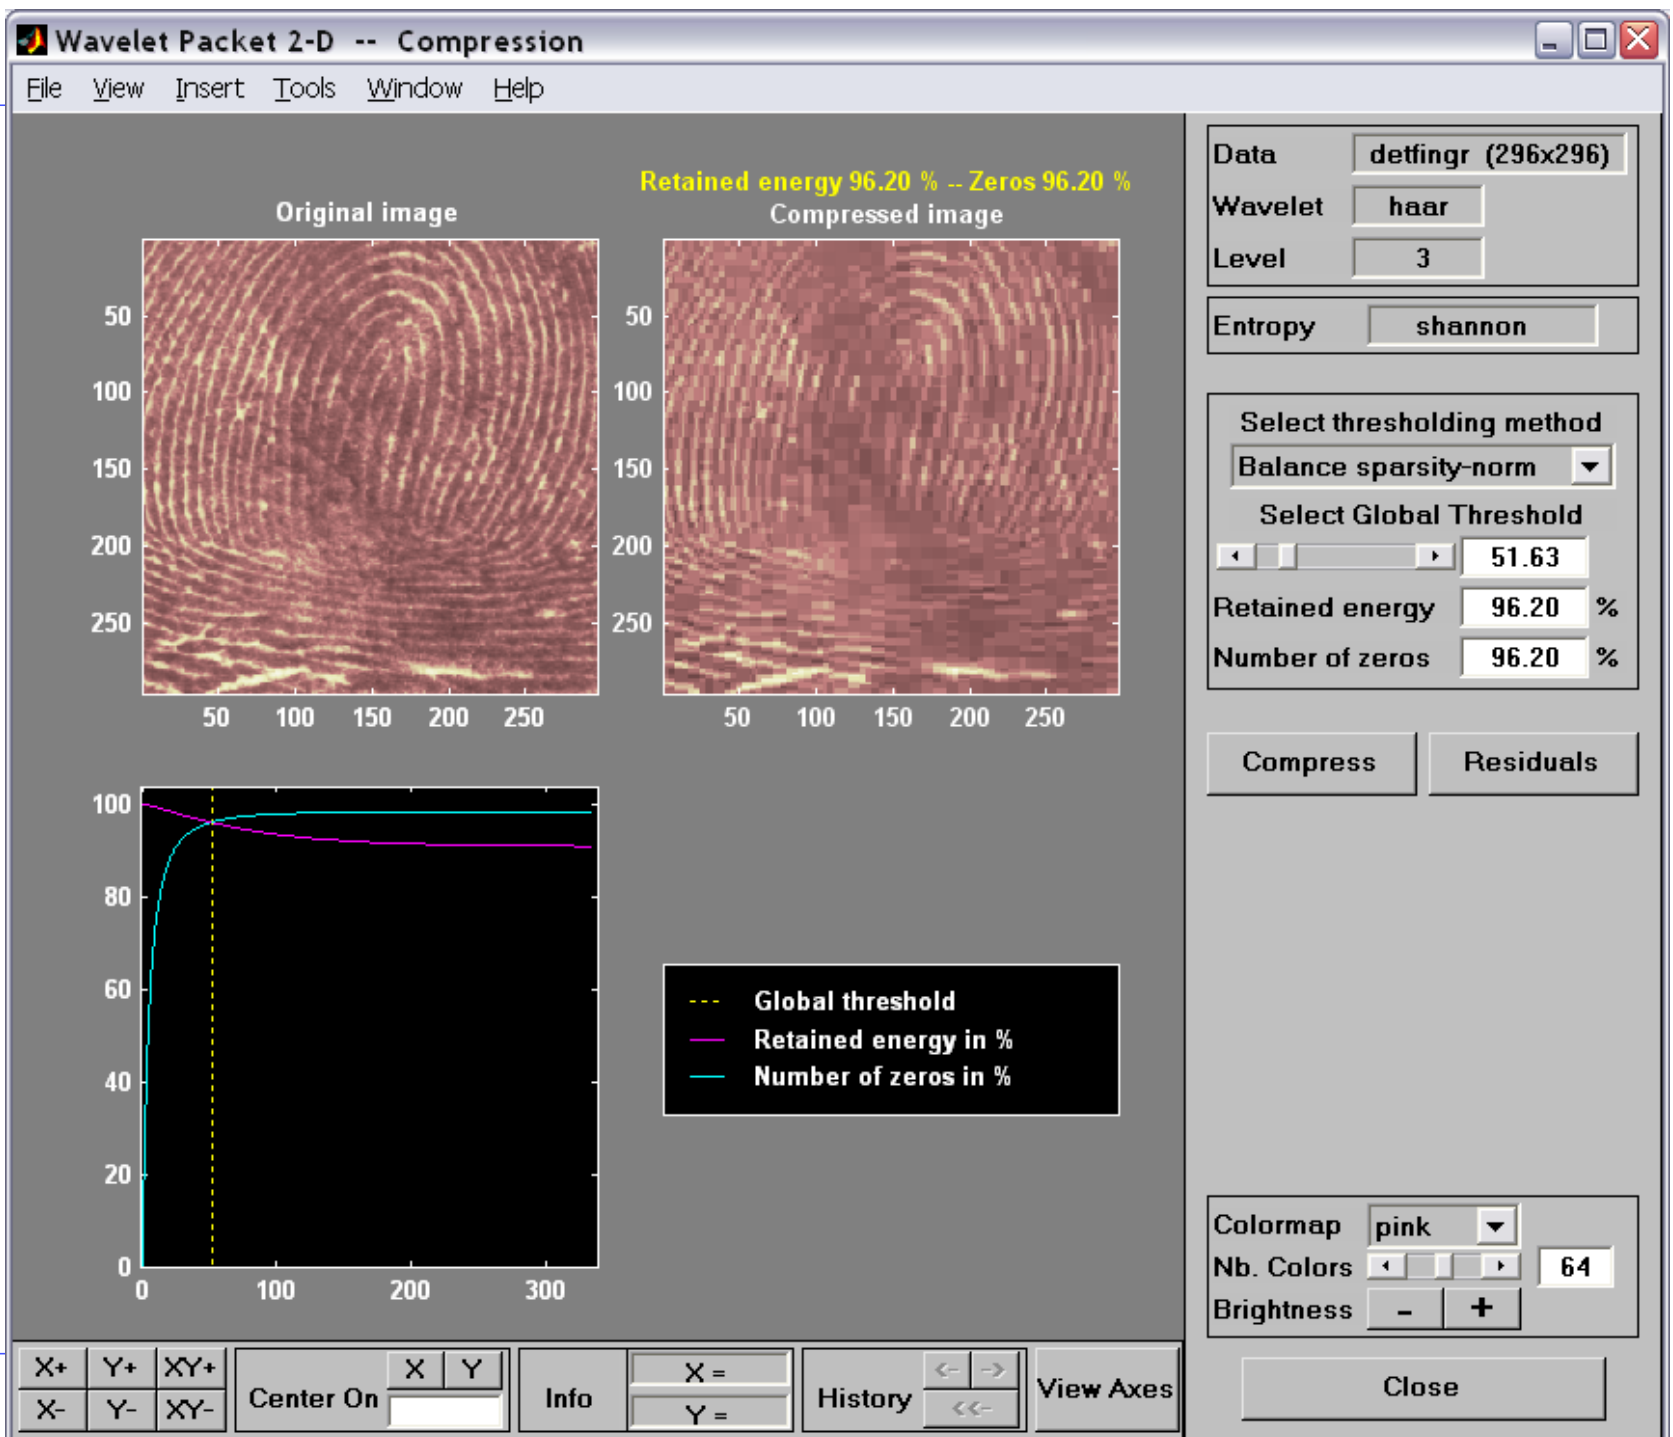 Wavelet Packet 2-D -- Compression
File View Insert Tools Window Help
Retained energy 96.20 % -- Zeros 96.20 %
Original image
Compressed image
50
100
150
200
250
50 100 150 200 250
50
100
150
200
250
50 100 150 200 250
100
80
60
40
20
0
0 100 200 300
Global threshold
Retained energy in %
Number of zeros in %
Data detfingr (296x296)
Wavelet haar
Level 3
Entropy shannon
Select thresholding method
Balance sparsity-norm
Select Global Threshold
51.63
Retained energy 96.20 %
Number of zeros 96.20 %
Compress Residuals
Colormap pink
Nb. Colors 64
Brightness - +
X+ Y+ XY+
X- Y- XY-
Center On X Y
Info X =
Y =
History <- ->
<<-
View Axes
Close